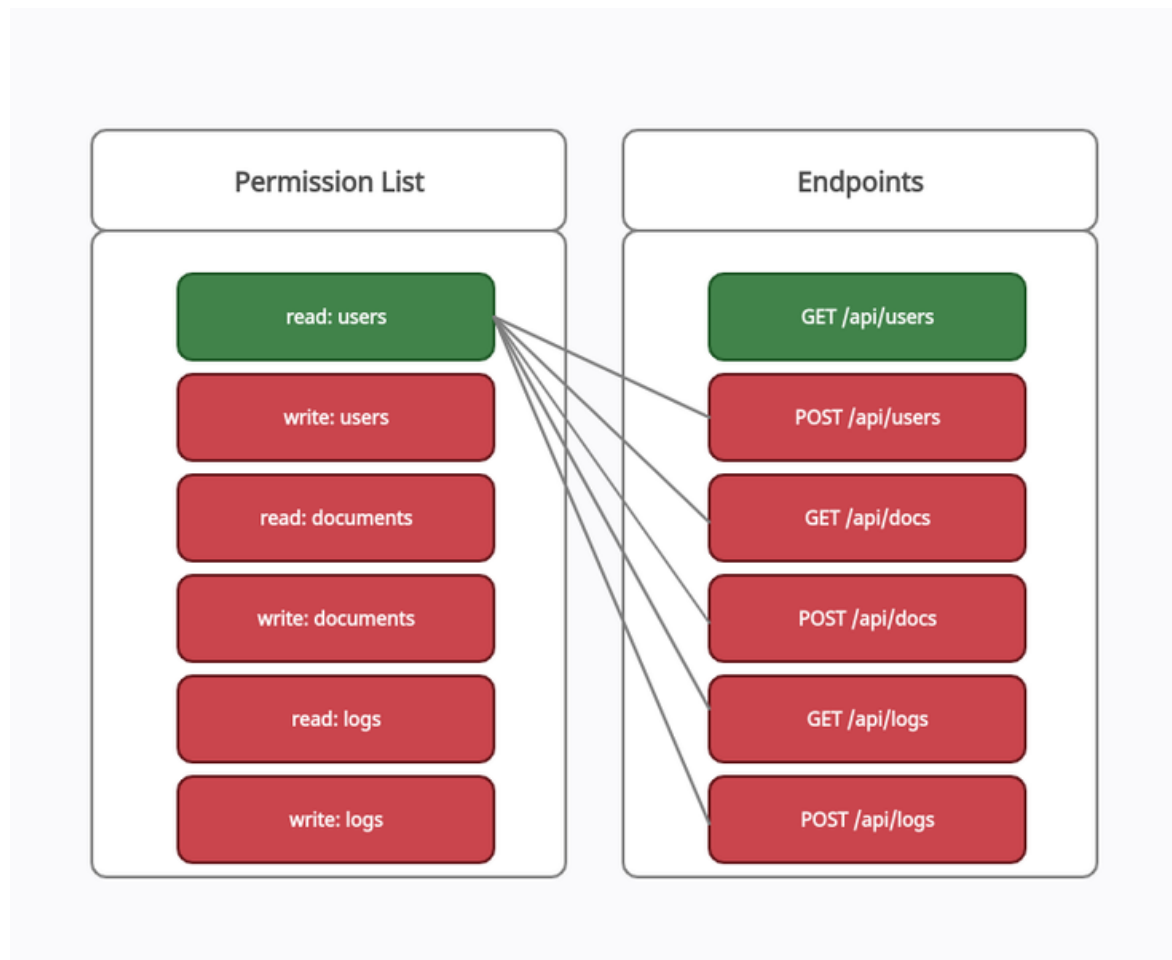 Permission List
read: users
write: users
read: documents
write: documents
read: logs
write: logs
Endpoints
GET /api/users
POST /api/users
GET /api/docs
POST /api/docs
GET /api/logs
POST /api/logs